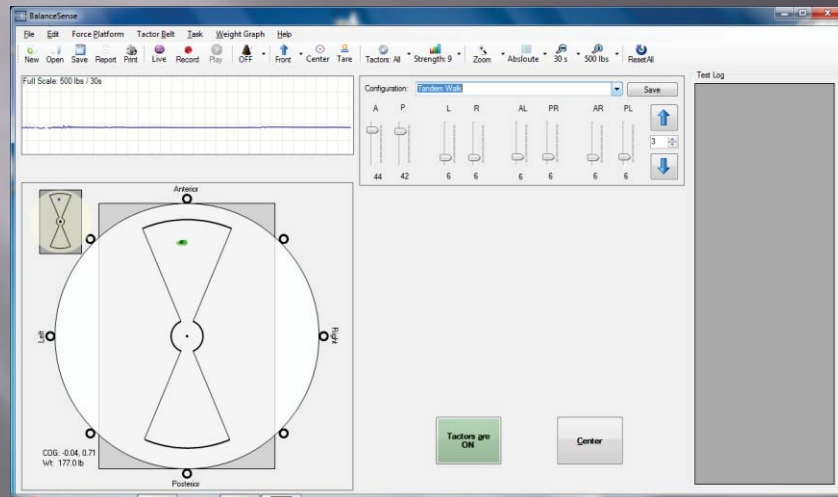 BalanceSense
File Edit Force Platform Tactor Belt Task Weight Graph Help
New Open Save Report Print Live Record Play OFF Front Center Tare Tactors: All Strength: 9 Zoom Absloute 30 s 500 lbs Reset All
Full Scale: 500 lbs / 30s
Configuration: Tandem Walk Save
Test Log
A P L R AL PR AR PL
3
44 42 6 6 6 6 6 6
Anterior
Left
Right
COG: -0.04, 0.71
Wt: 177.0 lb
Posterior
Tactors are
ON
Center